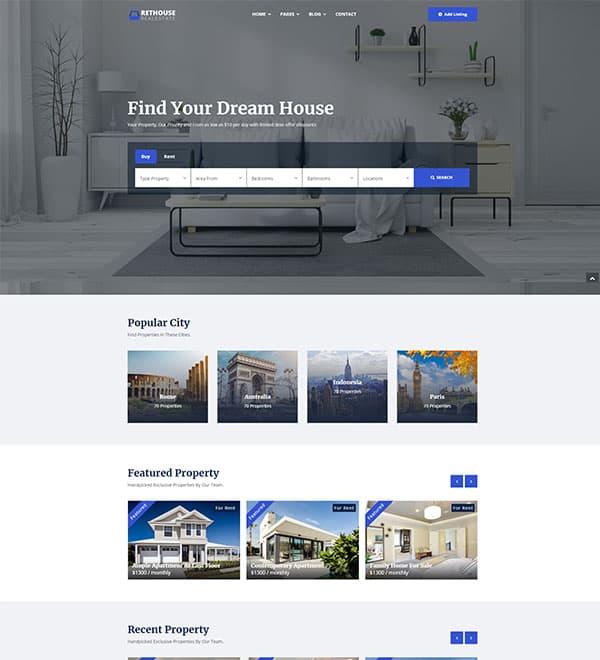 RETHOUSE
REALESTATE
HOME PAGES BLOG CONTACT
Add Listing
Find Your Dream House
Your Property, Our Priority and From as low as $10 per day with limited time offer discounts
Buy Rent
Type Property Area From Bedrooms Bathrooms Locations SEARCH
Popular City
Find Properties In These Cities.
Rome
70 Properties
Australia
70 Properties
Indonesia
70 Properties
Paris
70 Properties
Featured Property
Handpicked Exclusive Properties By Our Team.
Featured
For Rent
Ample Apartment At Last Floor
$1300 / monthly
Featured
For Rent
Contemporary Apartment
$1300 / monthly
Featured
For Rent
Family Home For Sale
$1300 / monthly
Recent Property
Handpicked Exclusive Properties By Our Team.